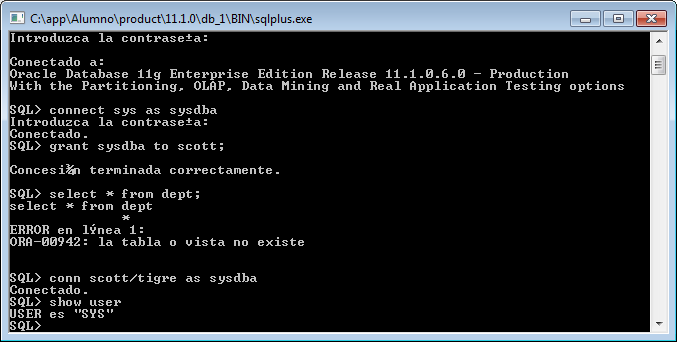 C:\app\Alumno\product\11.1.0\db_1\BIN\sqlplus.exe
Introduzca la contrase±a:
Conectado a:
Oracle Database 11g Enterprise Edition Release 11.1.0.6.0 - Production
With the Partitioning, OLAP, Data Mining and Real Application Testing options
SQL> connect sys as sysdba
Introduzca la contrase±a:
Conectado.
SQL> grant sysdba to scott;
Concesi¾n terminada correctamente.
SQL> select * from dept;
select * from dept
*
ERROR en lÝnea 1:
ORA-00942: la tabla o vista no existe
SQL> conn scott/tigre as sysdba
Conectado.
SQL> show user
USER es "SYS"
SQL>